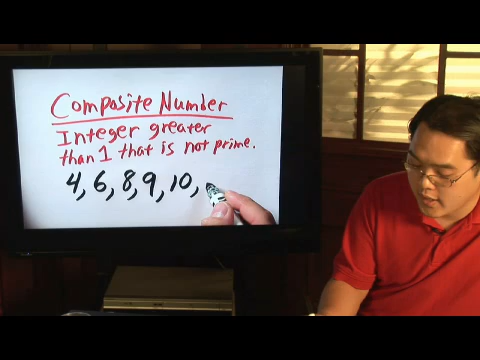 Composite Number
Integer greater
than 1 that is not prime.
4, 6, 8, 9, 10,